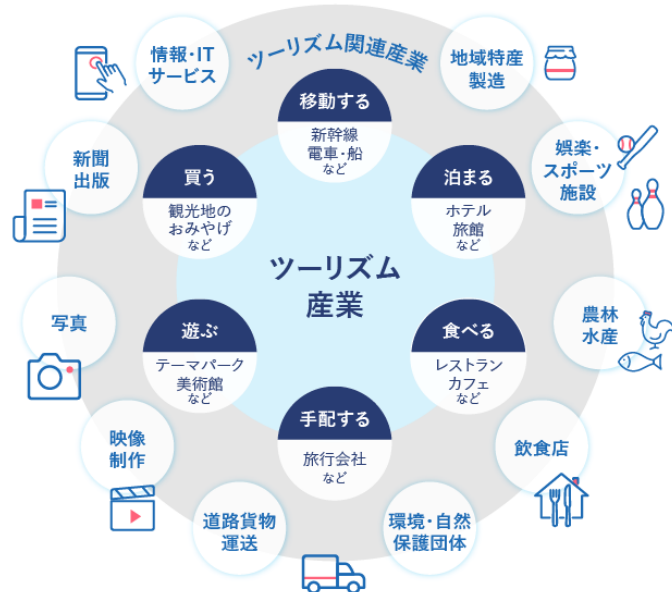 ツーリズム関連産業
情報・IT
サービス
地域特産
製造
新聞
出版
娯楽・
スポーツ
施設
写真
農林
水産
映像
制作
飲食店
道路貨物
運送
環境・自然
保護団体
移動する
新幹線
電車・船
など
買う
観光地の
おみやげ
など
泊まる
ホテル
旅館
など
ツーリズム
産業
遊ぶ
テーマパーク
美術館
など
食べる
レストラン
カフェ
など
手配する
旅行会社
など